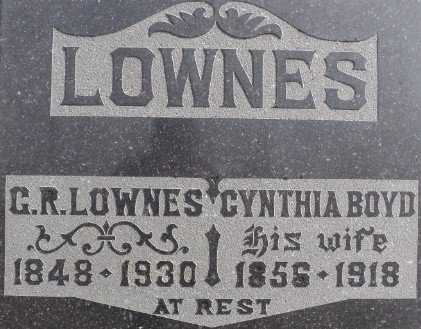 LOWNES
G.R. LOWNES CYNTHIA BOYD
his wife
1848 • 1930 1856 • 1918
AT REST